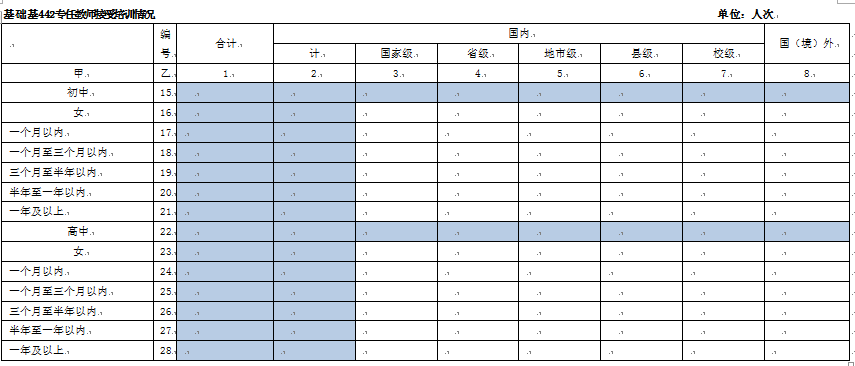 基础基442专任教师接受培训情况 单位：人次
编号 合计 国内 国（境）外
计 国家级 省级 地市级 县级 校级
甲 乙 1 2 3 4 5 6 7 8
初中 15
女 16
一个月以内 17
一个月至三个月以内 18
三个月至半年以内 19
半年至一年以内 20
一年及以上 21
高中 22
女 23
一个月以内 24
一个月至三个月以内 25
三个月至半年以内 26
半年至一年以内 27
一年及以上 28